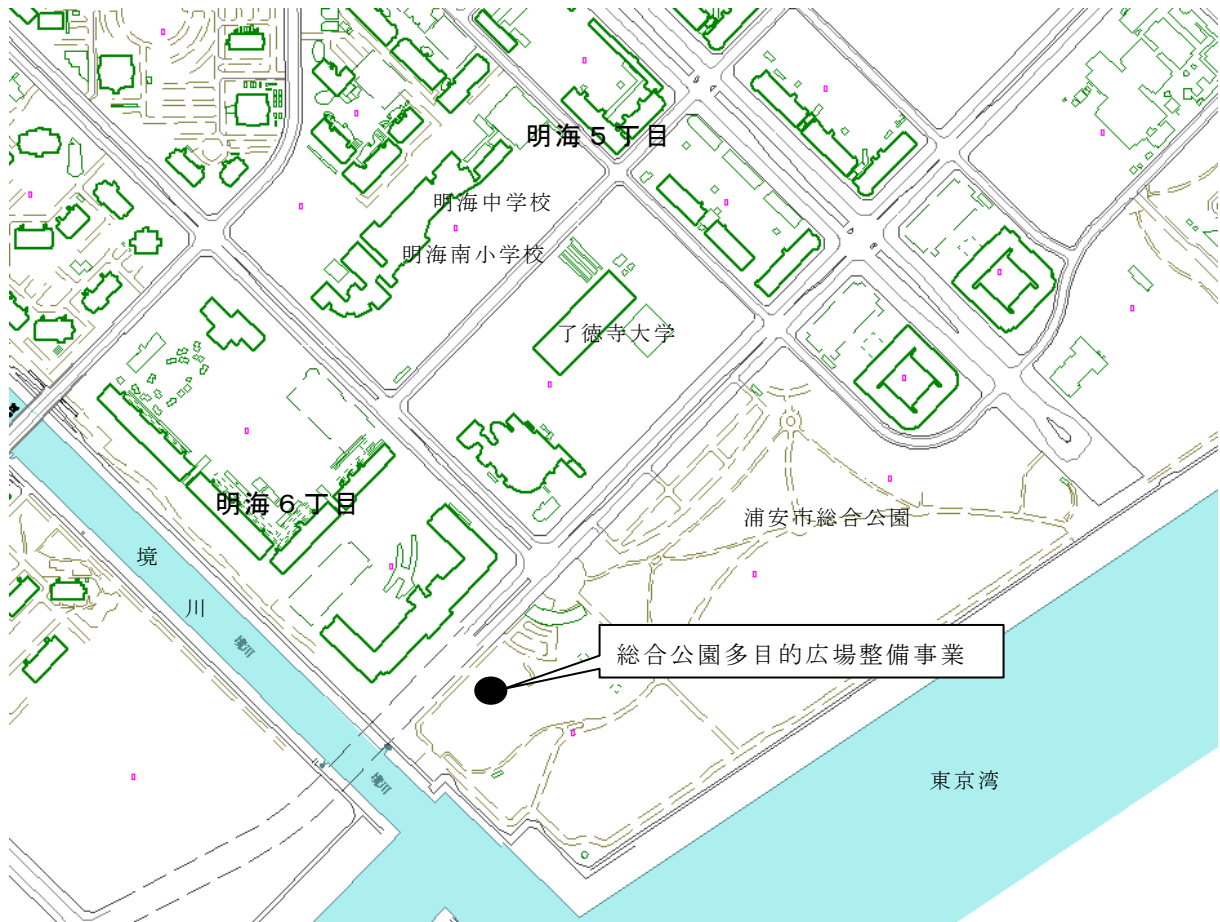 明海５丁目
明海中学校
明海南小学校
了徳寺大学
明海６丁目
浦安市総合公園
境
川
境川
総合公園多目的広場整備事業
境川
東京湾